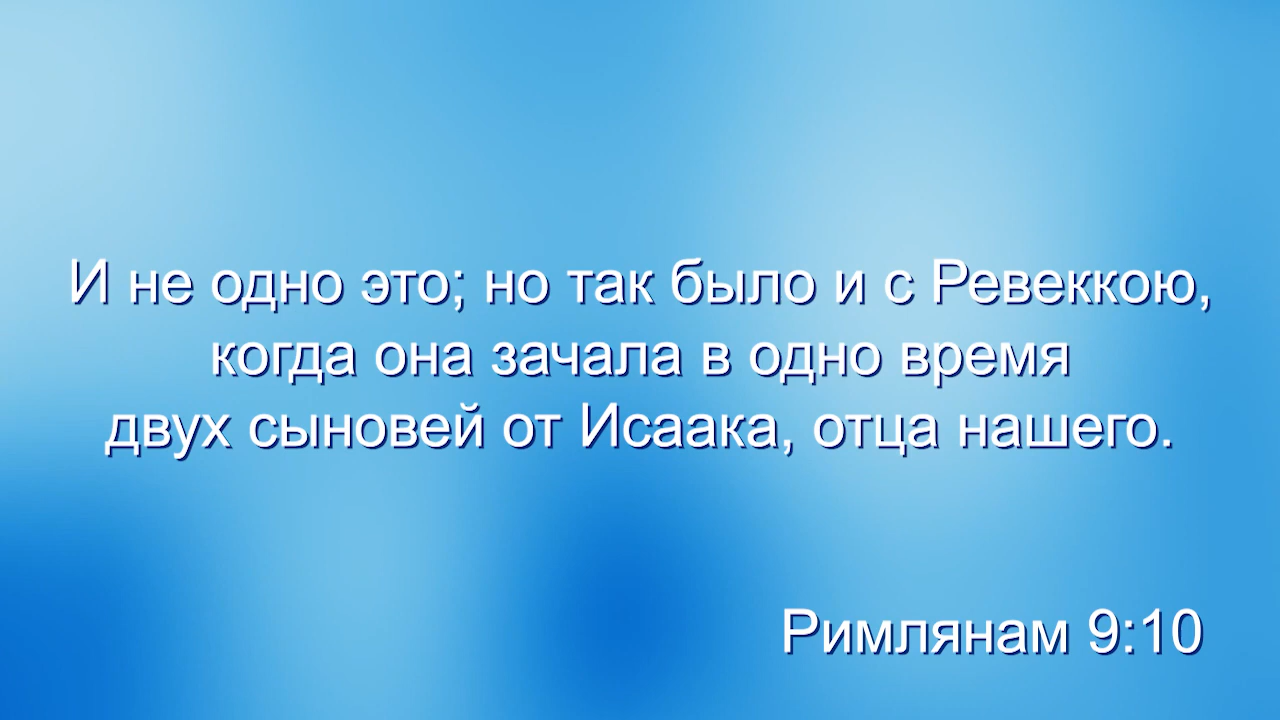 И не одно это; но так было и с Ревеккою,
когда она зачала в одно время
двух сыновей от Исаака, отца нашего.
Римлянам 9:10